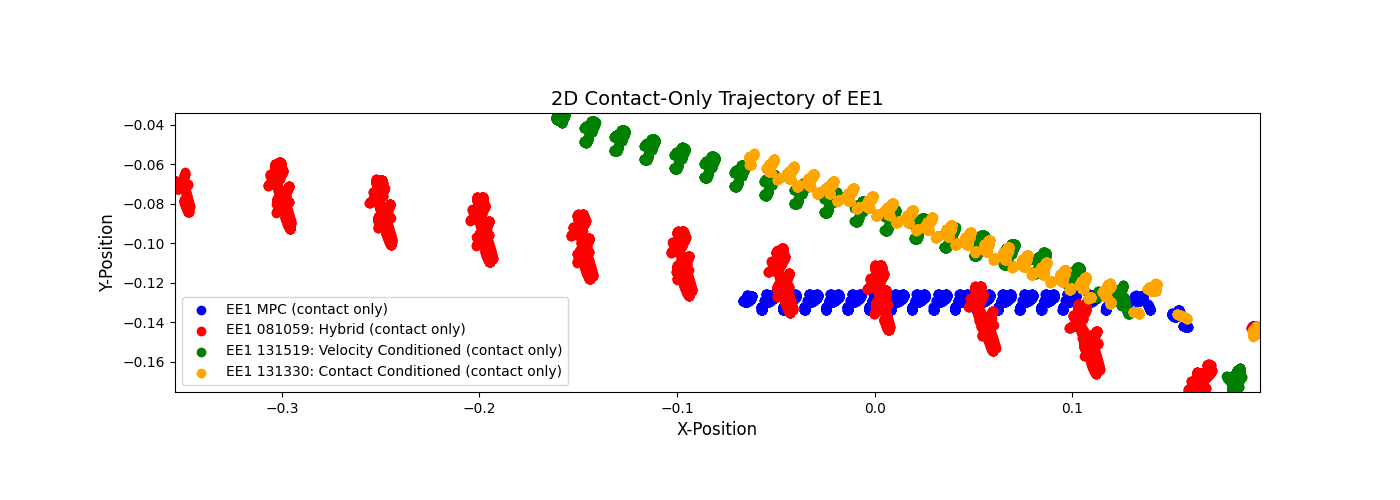 2D Contact-Only Trajectory of EE1
Y-Position
−0.04
−0.06
−0.08
−0.10
−0.12
−0.14
−0.16
EE1 MPC (contact only)
EE1 081059: Hybrid (contact only)
EE1 131519: Velocity Conditioned (contact only)
EE1 131330: Contact Conditioned (contact only)
−0.3 −0.2 −0.1 0.0 0.1
X-Position